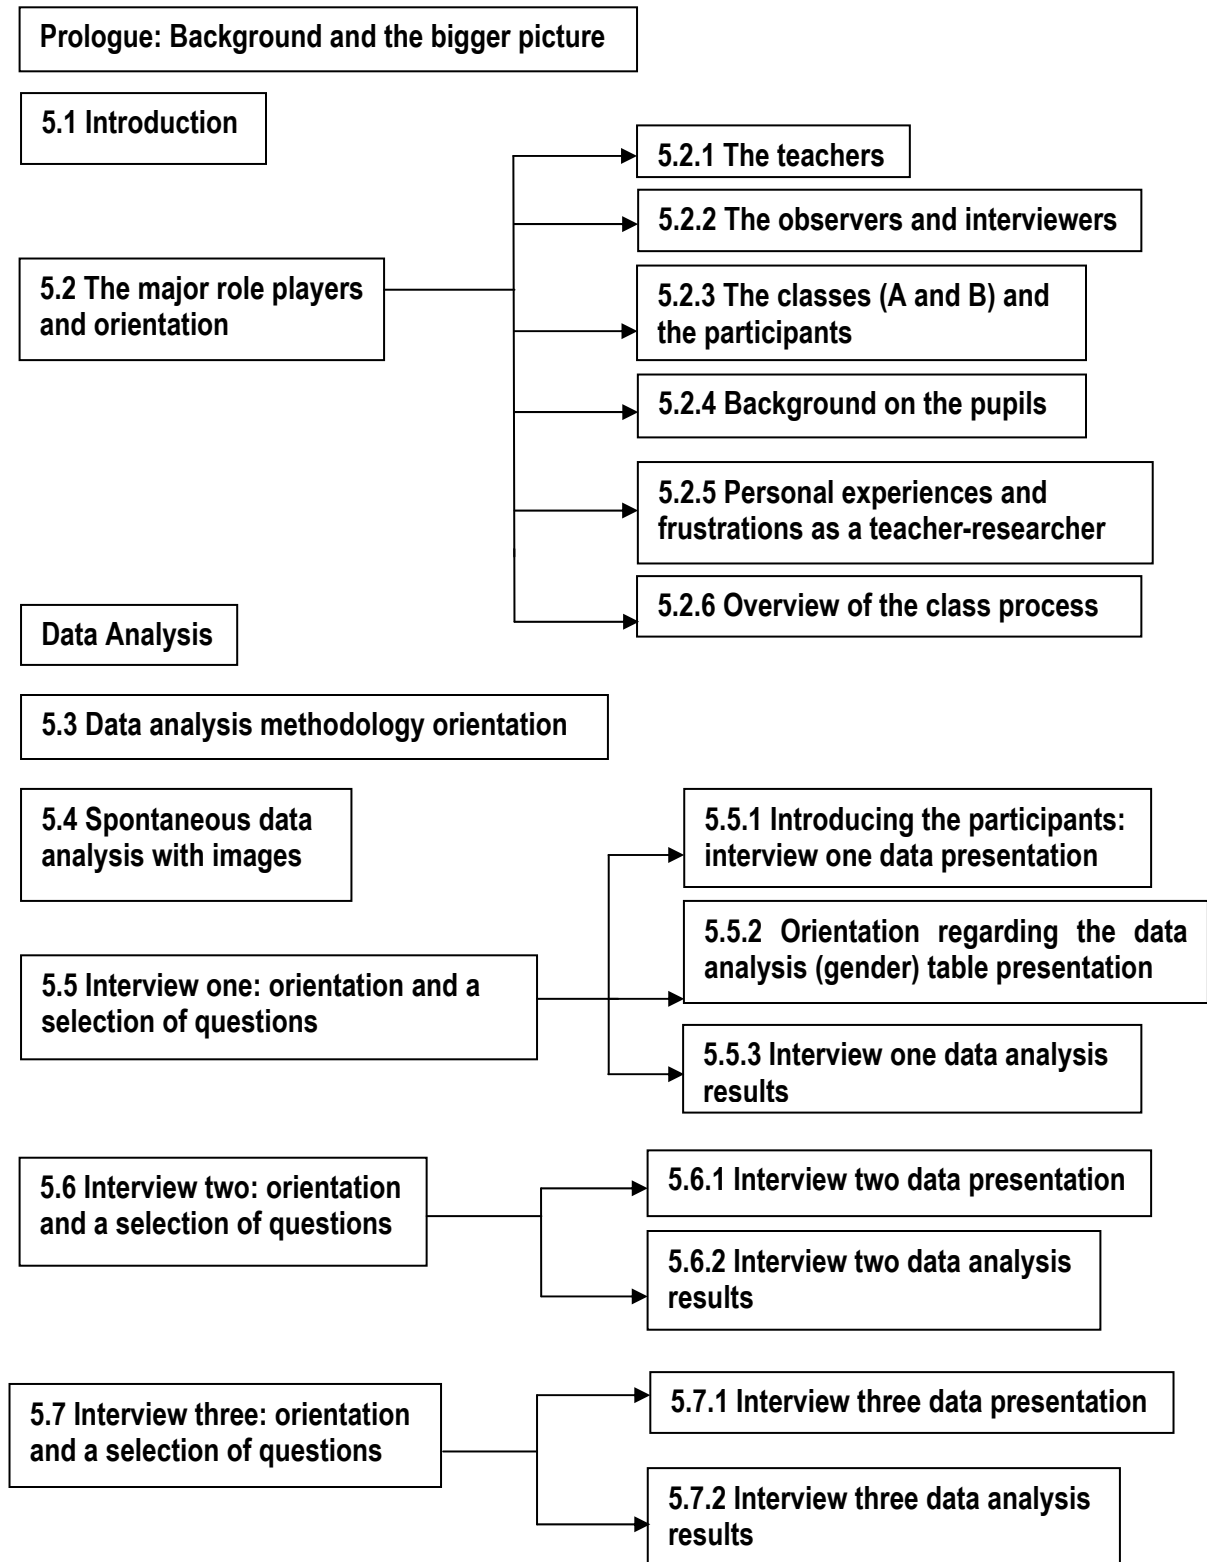 Prologue: Background and the bigger picture
5.1 Introduction
5.2 The major role players
and orientation
5.2.1 The teachers
5.2.2 The observers and interviewers
5.2.3 The classes (A and B) and
the participants
5.2.4 Background on the pupils
5.2.5 Personal experiences and
frustrations as a teacher-researcher
5.2.6 Overview of the class process
Data Analysis
5.3 Data analysis methodology orientation
5.4 Spontaneous data
analysis with images
5.5 Interview one: orientation and a
selection of questions
5.5.1 Introducing the participants:
interview one data presentation
5.5.2 Orientation regarding the data
analysis (gender) table presentation
5.5.3 Interview one data analysis
results
5.6 Interview two: orientation
and a selection of questions
5.6.1 Interview two data presentation
5.6.2 Interview two data analysis
results
5.7 Interview three: orientation
and a selection of questions
5.7.1 Interview three data presentation
5.7.2 Interview three data analysis
results